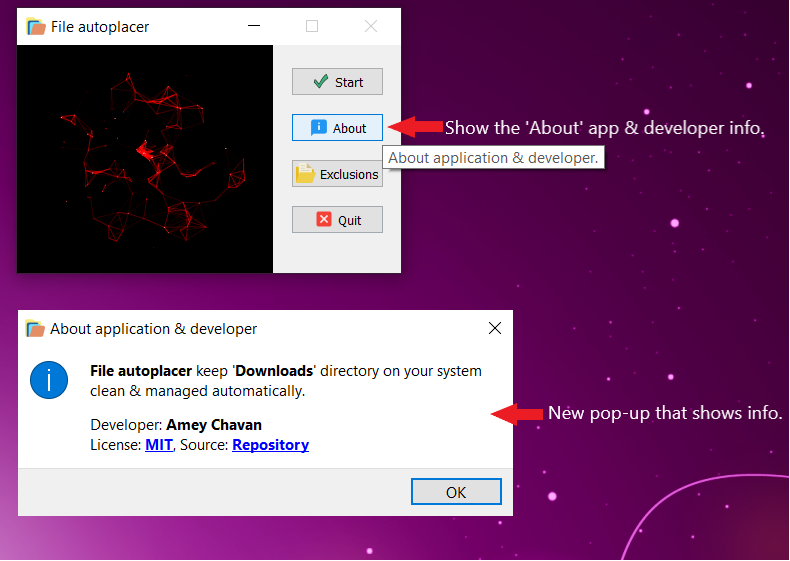 File autoplacer
Start
About
Show the 'About' app & developer info.
About application & developer.
Exclusions
Quit
About application & developer
File autoplacer keep 'Downloads' directory on your system
clean & managed automatically.
Developer: Amey Chavan
License: MIT, Source: Repository
New pop-up that shows info.
OK